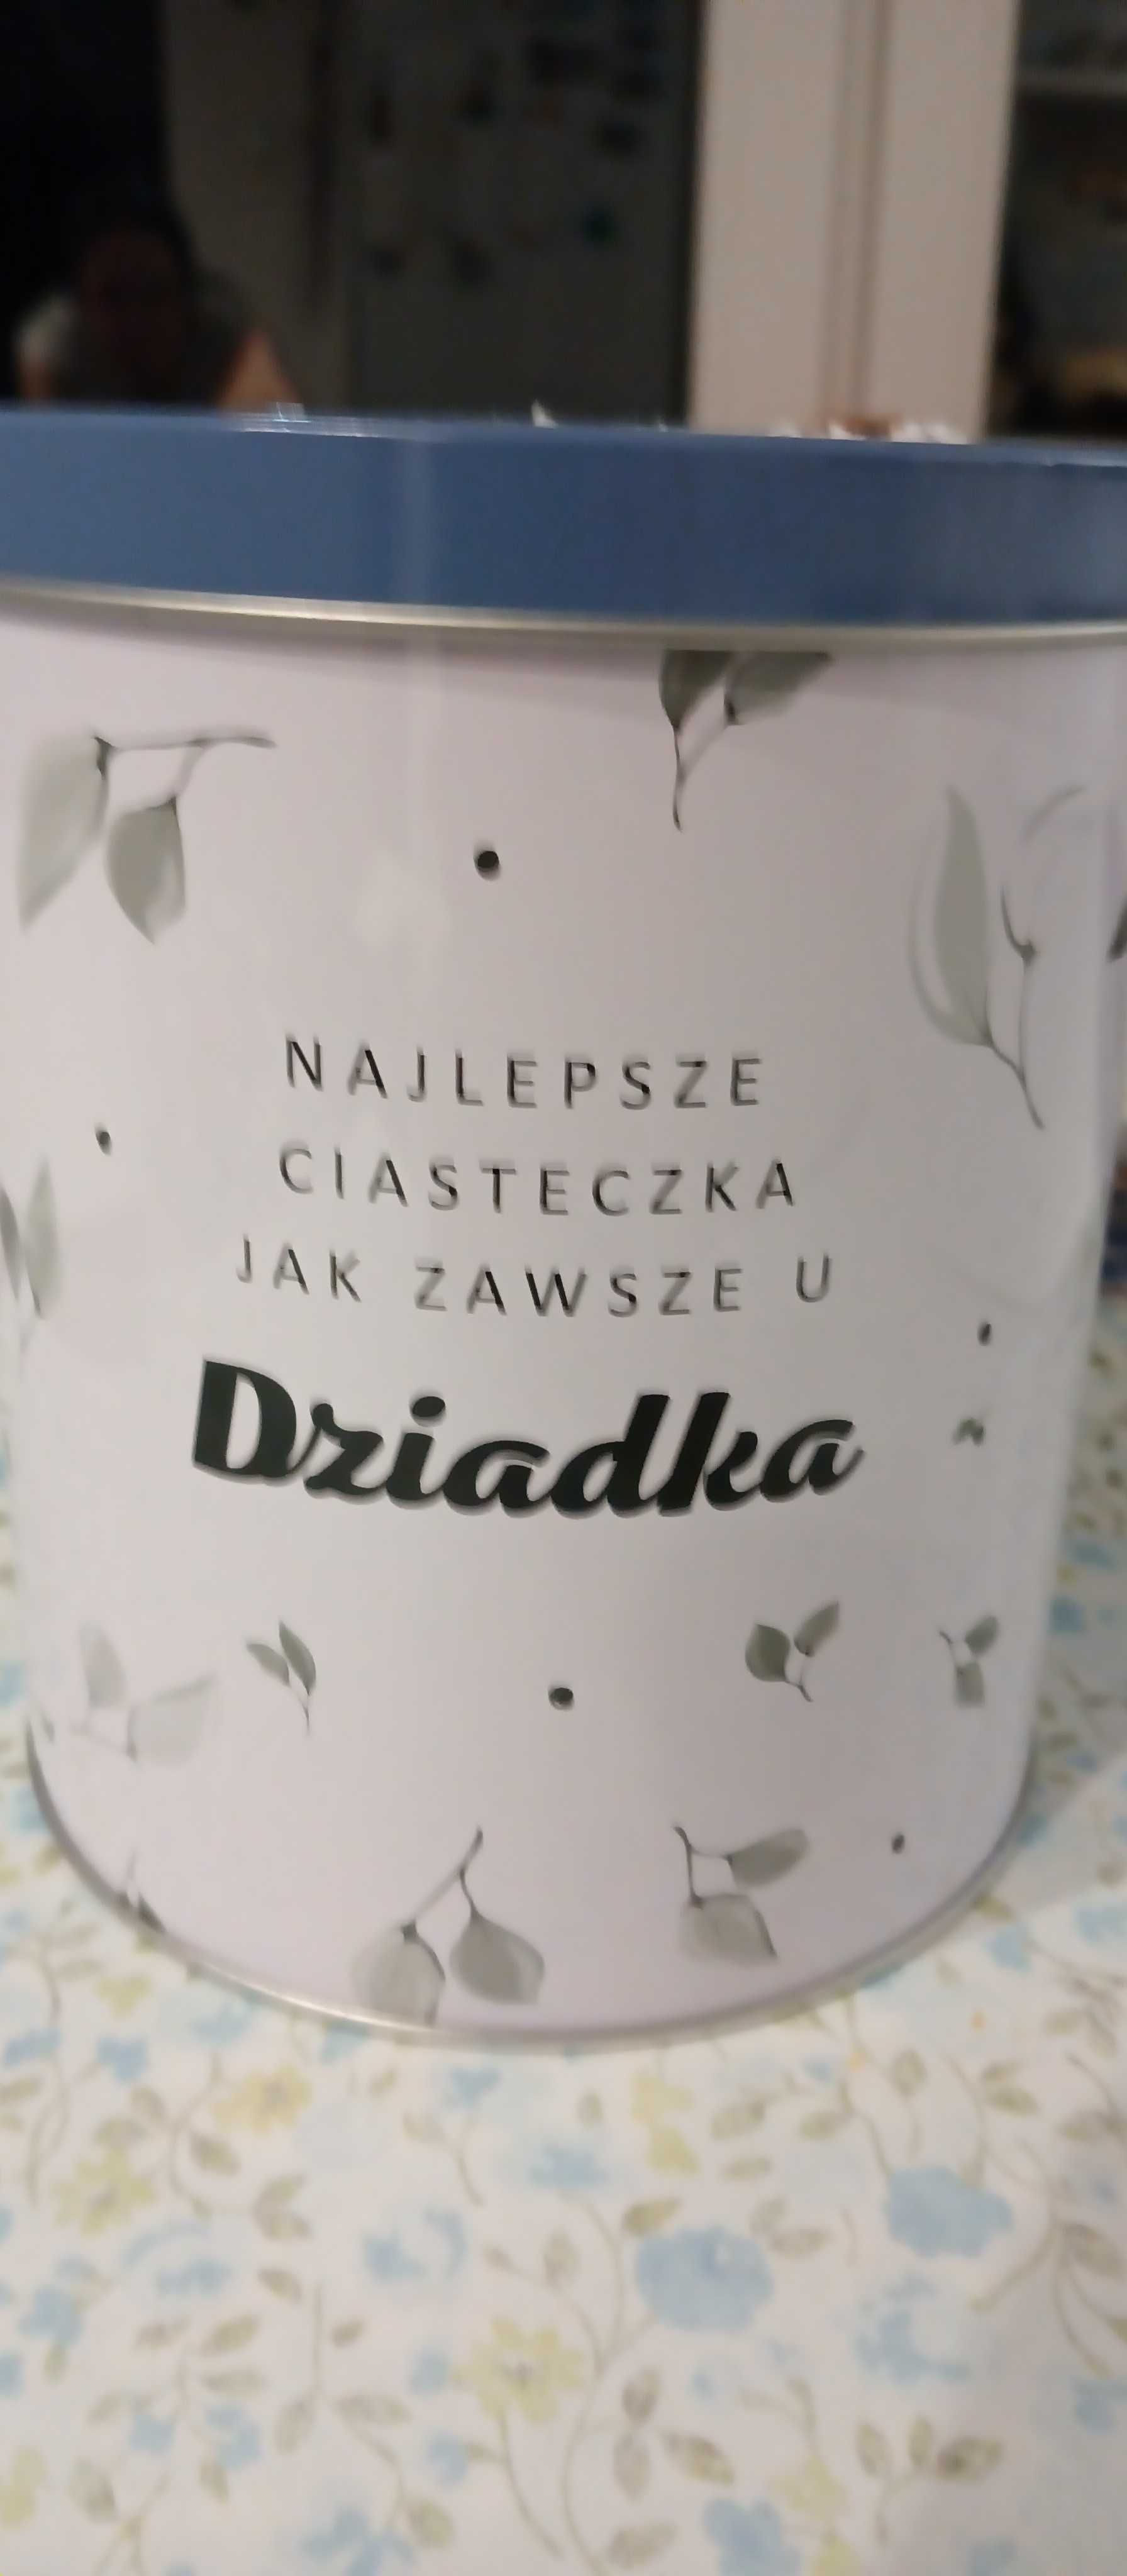 NAJLEPSZE
CIASTECZKA
JAK ZAWSZE U
Dziadka